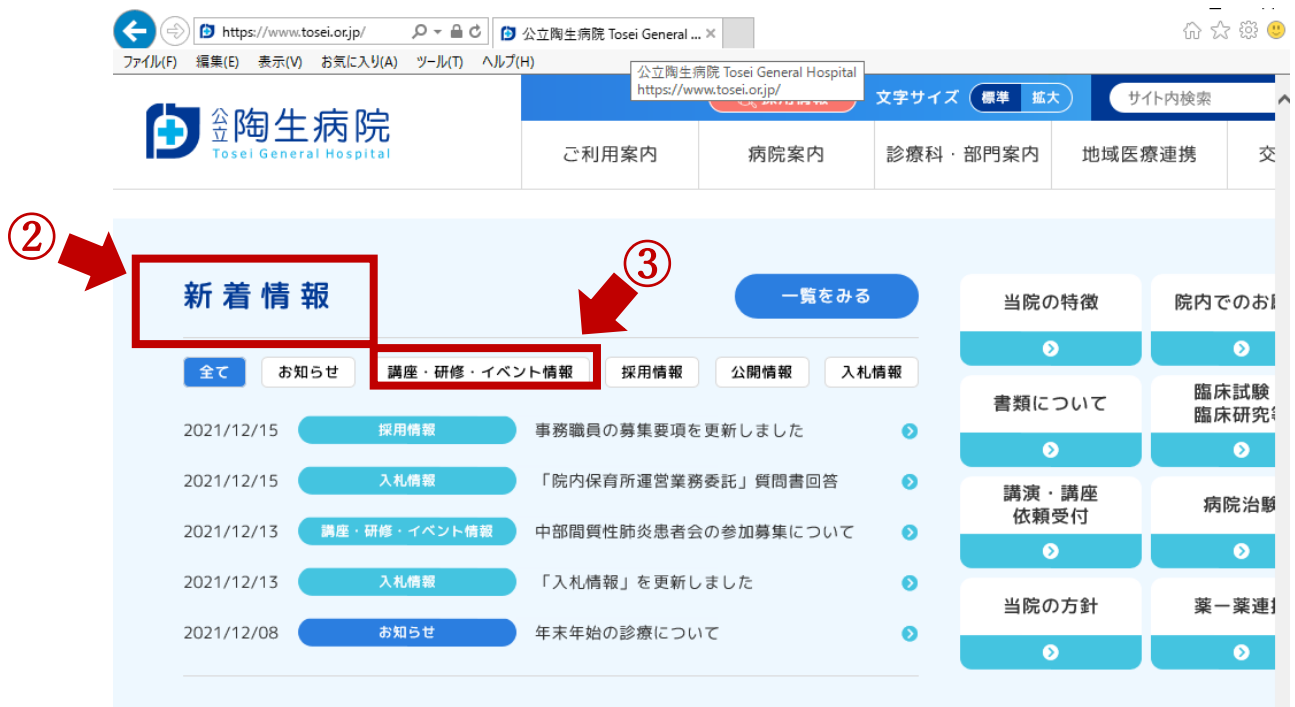 https://www.tosei.or.jp/
公立陶生病院 Tosei General ...
ファイル(F) 編集(E) 表示(V) お気に入り(A) ツール(T) ヘルプ(H)
公立陶生病院 Tosei General Hospital
https://www.tosei.or.jp/
文字サイズ 標準 拡大 サイト内検索
公立陶生病院
Tosei General Hospital
ご利用案内 病院案内 診療科・部門案内 地域医療連携 交
②
③
新着情報
一覧をみる
全て お知らせ 講座・研修・イベント情報 採用情報 公開情報 入札情報
2021/12/15 採用情報 事務職員の募集要項を更新しました
2021/12/15 入札情報 「院内保育所運営業務委託」質問書回答
2021/12/13 講座・研修・イベント情報 中部間質性肺炎患者会の参加募集について
2021/12/13 入札情報 「入札情報」を更新しました
2021/12/08 お知らせ 年末年始の診療について
当院の特徴 院内でのお
書類について
臨床試験
臨床研究
講演・講座
依頼受付
病院治験
当院の方針 薬ー薬連